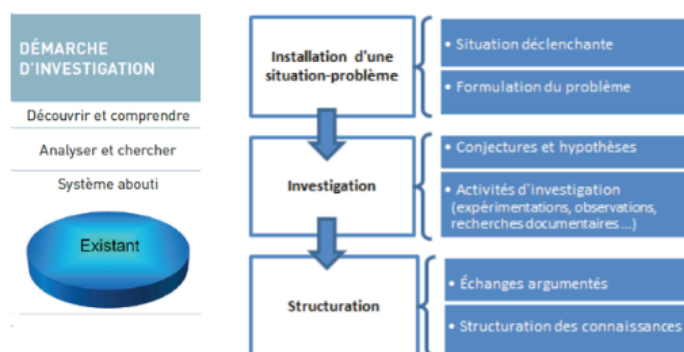 DÉMARCHE
D'INVESTIGATION
Découvrir et comprendre
Analyser et chercher
Système abouti
Existant
Installation d'une
situation-problème
• Situation déclenchante
• Formulation du problème
Investigation
• Conjectures et hypothèses
• Activités d'investigation
(expérimentations, observations,
recherches documentaires ...)
Structuration
• Échanges argumentés
• Structuration des connaissances